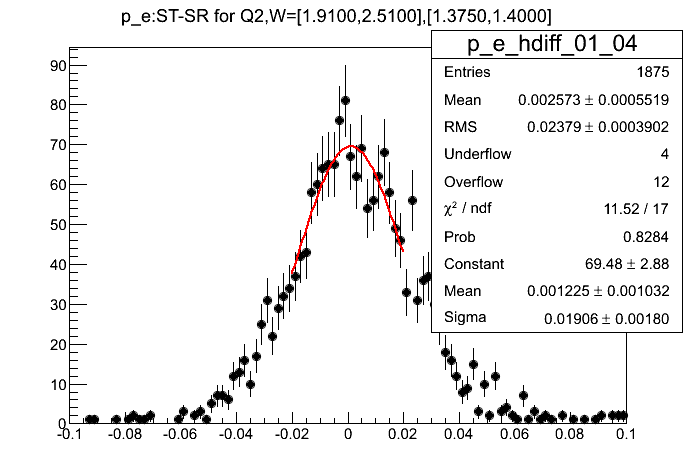 p_e:ST-SR for Q2,W=[1.9100,2.5100],[1.3750,1.4000]
p_e_hdiff_01_04
Entries 1875
Mean 0.002573 ± 0.0005519
RMS 0.02379 ± 0.0003902
Underflow 4
Overflow 12
χ² / ndf 11.52 / 17
Prob 0.8284
Constant 69.48 ± 2.88
Mean 0.001225 ± 0.001032
Sigma 0.01906 ± 0.00180
90
80
70
60
50
40
30
20
10
0
-0.1 -0.08 -0.06 -0.04 -0.02 0 0.02 0.04 0.06 0.08 0.1